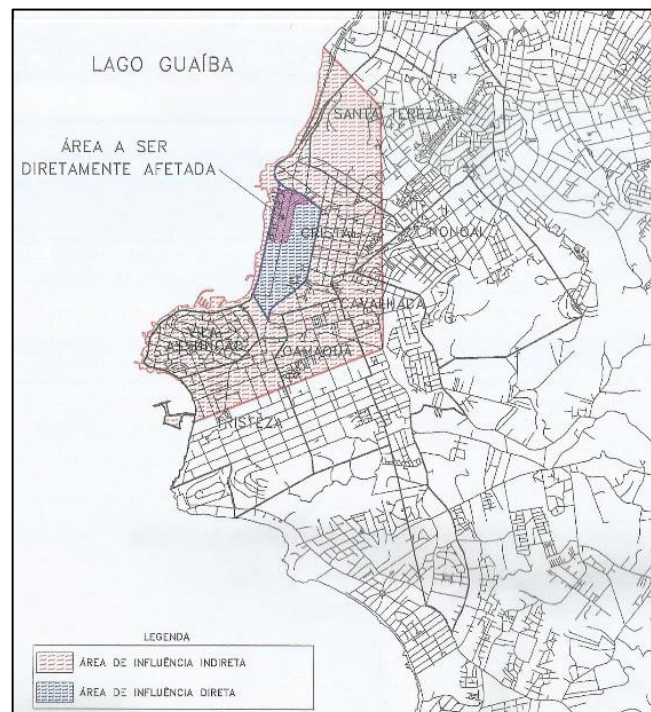 LAGO GUAÍBA
SANTA TEREZA
ÁREA A SER
DIRETAMENTE AFETADA
CRISTAL
NONOAI
CAVALHADA
VILA
ASSUNÇÃO
CAMAQUÃ
TRISTEZA
LEGENDA
ÁREA DE INFLUÊNCIA INDIRETA
ÁREA DE INFLUÊNCIA DIRETA